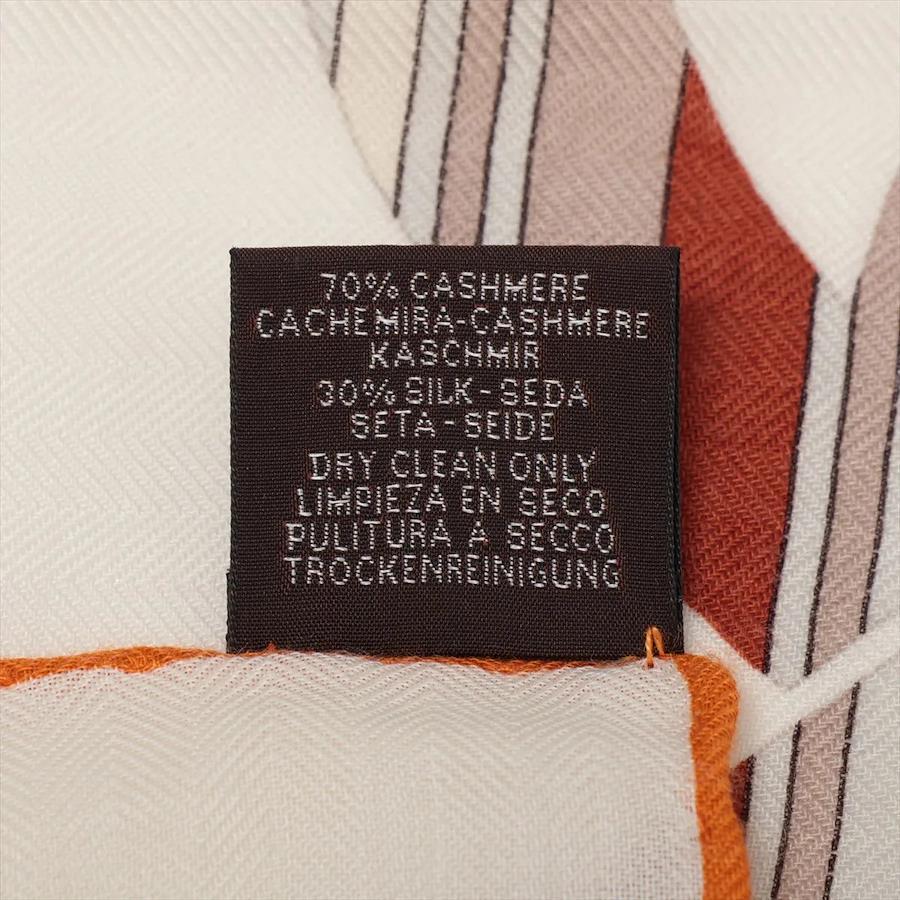 70% CASHMERE
CACHEMIRA-CASHMERE
KASCHMIR
30% SILK - SEDA
SETA - SEIDE
DRY CLEAN ONLY
LIMPIEZA EN SECO
PULITURA A SECCO
TROCKENREINIGUNG